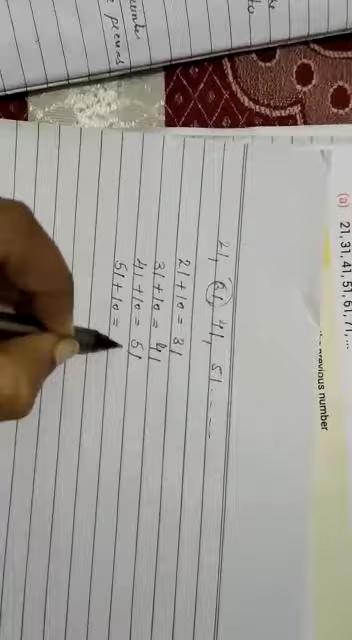 (a) 21, 31, 41, 51, 61, 71, ...
previous number
21, 31, 41, 51 - - - -
21 + 10 = 31
31 + 10 = 41
41 + 10 = 51
51 + 10 =